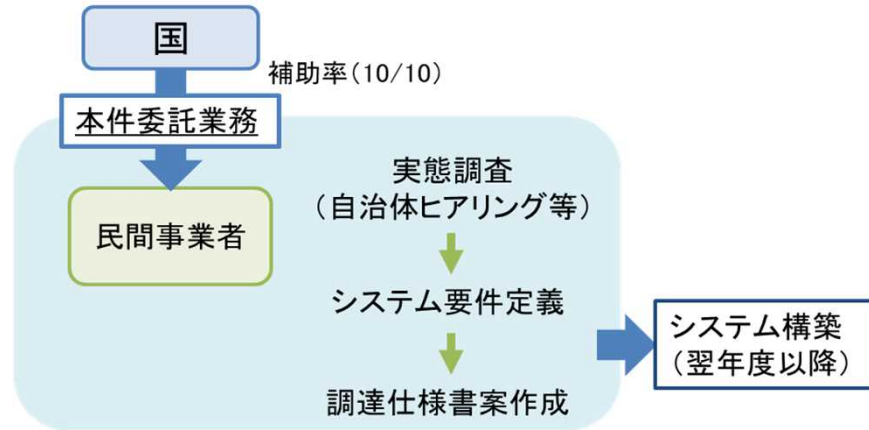 国
補助率(10/10)
本件委託業務
民間事業者
実態調査
(自治体ヒアリング等)
システム要件定義
調達仕様書案作成
システム構築
(翌年度以降)